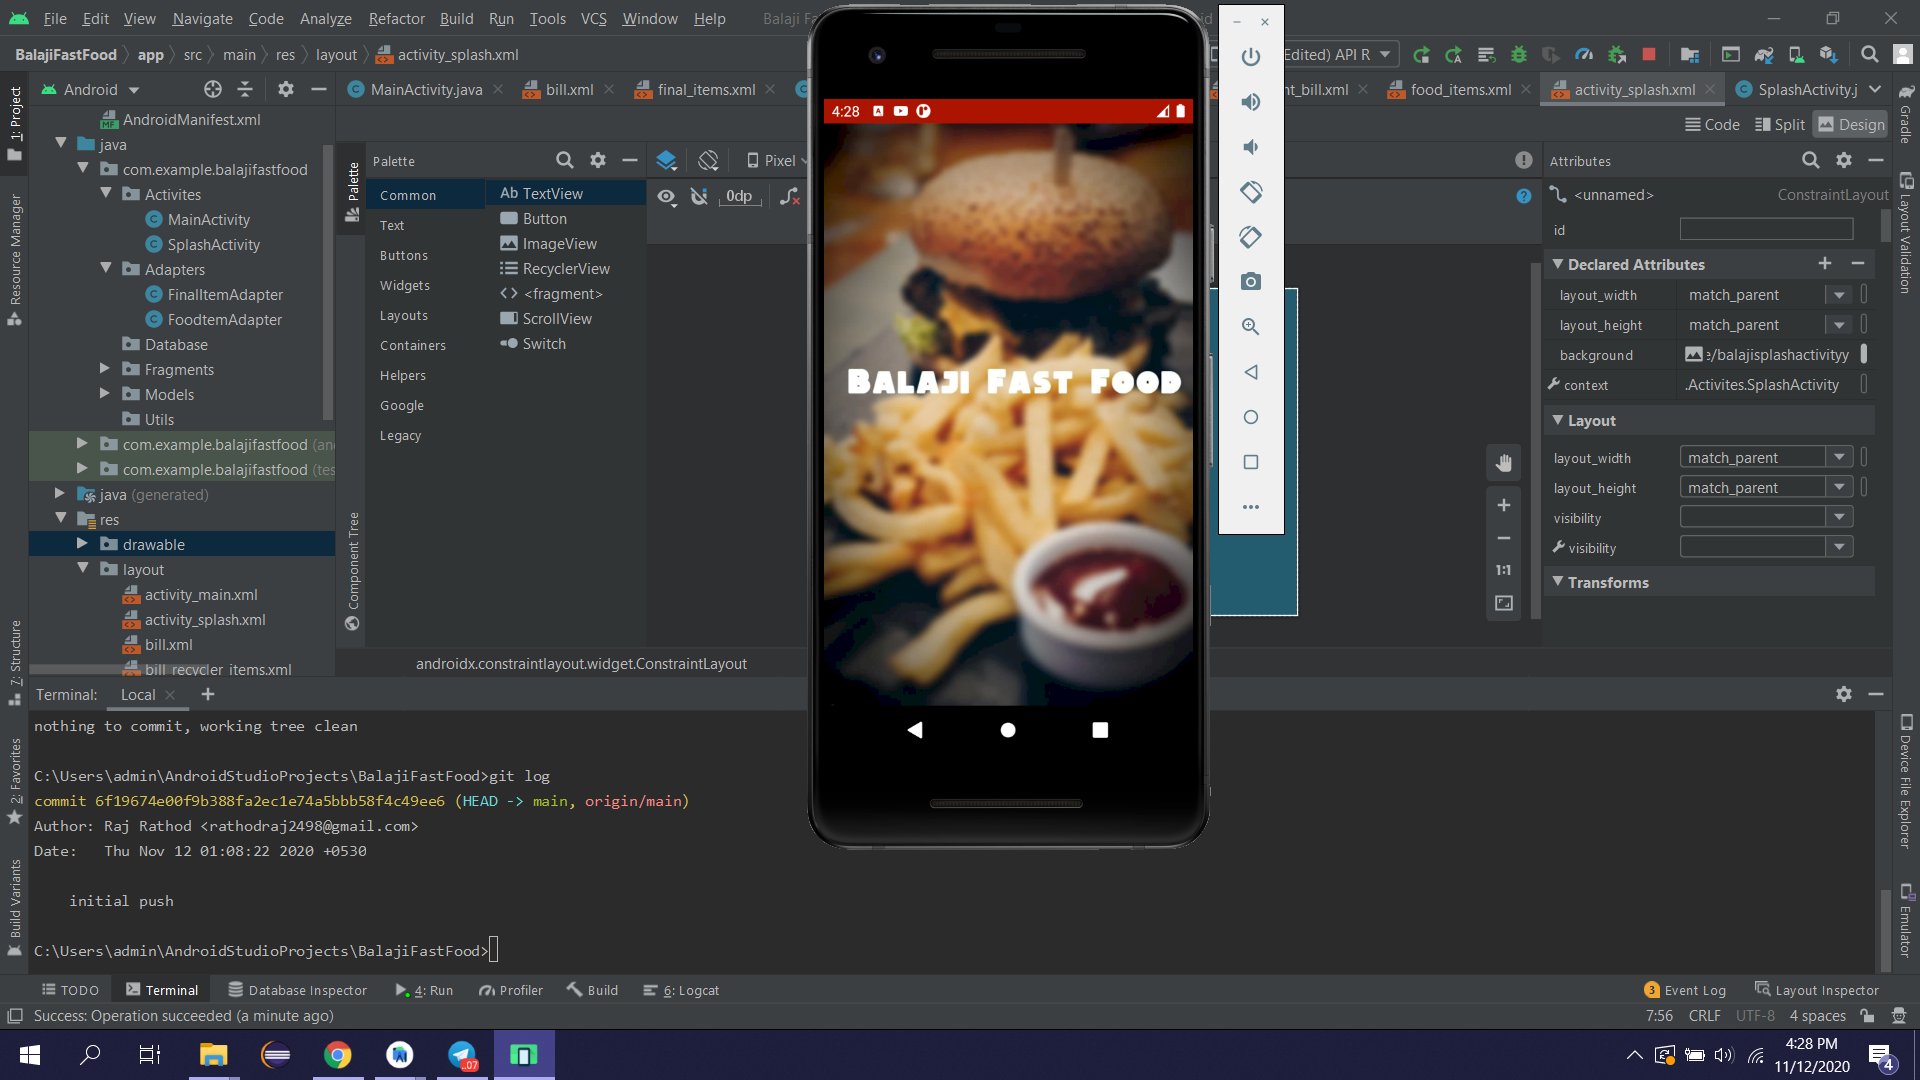 File Edit View Navigate Code Analyze Refactor Build Run Tools VCS Window Help Balaji Fa
BalajiFastFood app src main res layout activity_splash.xml
Edited) API R
Android
MainActivity.java bill.xml final_items.xml nt_bill.xml food_items.xml activity_splash.xml SplashActivity.j
Code Split Design
1: Project
Resource Manager
7: Structure
2: Favorites
Build Variants
AndroidManifest.xml
java
com.example.balajifastfood
Activites
MainActivity
SplashActivity
Adapters
FinalItemAdapter
FoodtemAdapter
Database
Fragments
Models
Utils
com.example.balajifastfood (an
com.example.balajifastfood (tes
java (generated)
res
drawable
layout
activity_main.xml
activity_splash.xml
bill.xml
bill_recycler_items.xml
Palette
Component Tree
Palette
Common
Text
Buttons
Widgets
Layouts
Containers
Helpers
Google
Legacy
Ab TextView
Button
ImageView
RecyclerView
<fragment>
ScrollView
Switch
Pixel
0dp
androidx.constraintlayout.widget.ConstraintLayout
4:28
Balaji Fast Food
1:1
Attributes
<unnamed> ConstraintLayout
id
Declared Attributes
layout_width match_parent
layout_height match_parent
background e/balajisplashactivityy
context .Activites.SplashActivity
Layout
layout_width match_parent
layout_height match_parent
visibility
visibility
Transforms
Gradle
Layout Validation
Device File Explorer
Emulator
Terminal: Local
nothing to commit, working tree clean
C:\Users\admin\AndroidStudioProjects\BalajiFastFood>git log
commit 6f19674e00f9b388fa2ec1e74a5bbb58f4c49ee6 (HEAD -> main, origin/main)
Author: Raj Rathod <rathodraj2498@gmail.com>
Date: Thu Nov 12 01:08:22 2020 +0530
initial push
C:\Users\admin\AndroidStudioProjects\BalajiFastFood>
TODO Terminal Database Inspector 4: Run Profiler Build 6: Logcat 3 Event Log Layout Inspector
Success: Operation succeeded (a minute ago) 7:56 CRLF UTF-8 4 spaces
..07
4:28 PM
11/12/2020
4